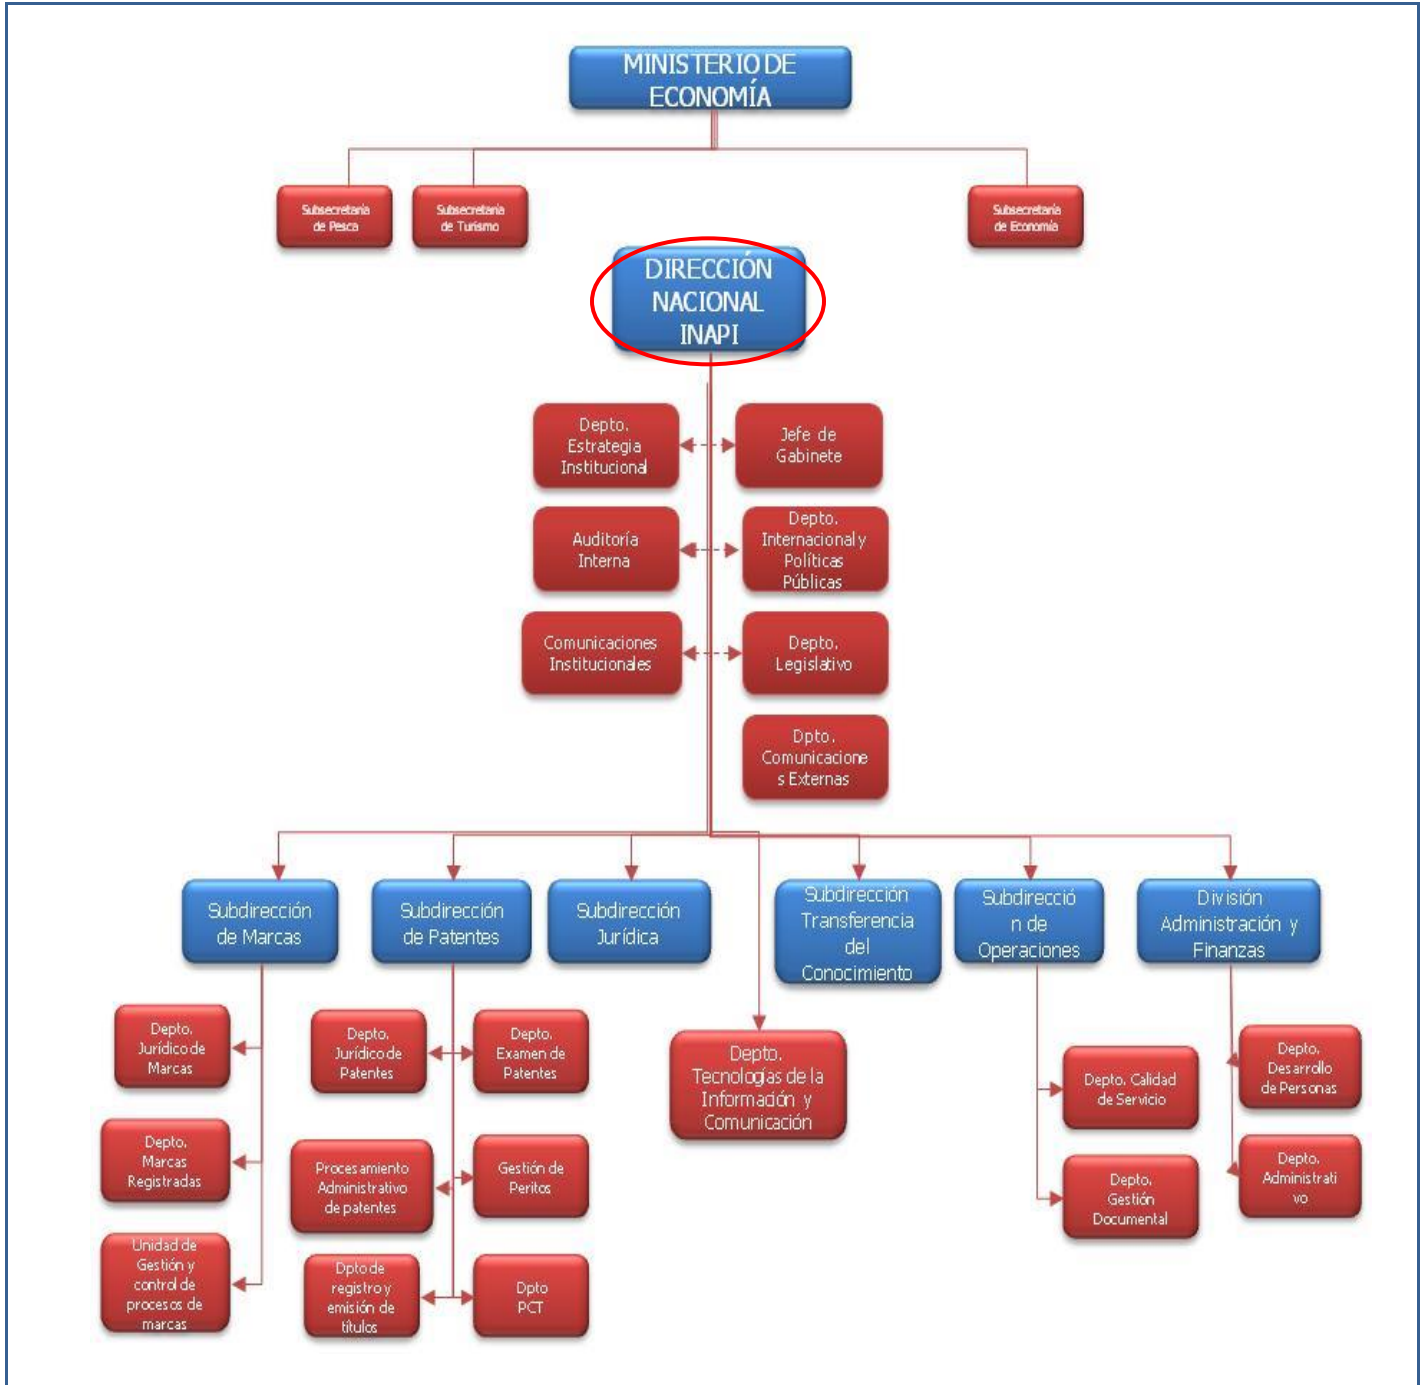 MINISTERIO DE
ECONOMÍA
Subsecretaría
de Pesca
Subsecretaría
de Turismo
Subsecretaría
de Economía
DIRECCIÓN
NACIONAL
INAPI
Depto.
Estrategia
Institucional
Jefe de
Gabinete
Auditoría
Interna
Depto.
Internacional y
Políticas
Públicas
Comunicaciones
Institucionales
Depto.
Legislativo
Dpto.
Comunicacione
s Externas
Subdirección
de Marcas
Subdirección
de Patentes
Subdirección
Jurídica
Subdirección
Transferencia
del
Conocimiento
Subdirecció
n de
Operaciones
División
Administración y
Finanzas
Depto.
Jurídico de
Marcas
Depto.
Marcas
Registradas
Unidad de
Gestión y
control de
procesos de
marcas
Depto.
Jurídico de
Patentes
Depto.
Examen de
Patentes
Procesamiento
Administrativo
de patentes
Gestión de
Peritos
Dpto de
registro y
emisión de
títulos
Dpto
PCT
Depto.
Tecnologías de la
Información y
Comunicación
Depto. Calidad
de Servicio
Depto.
Gestión
Documental
Depto.
Desarrollo
de Personas
Depto.
Administrati
vo